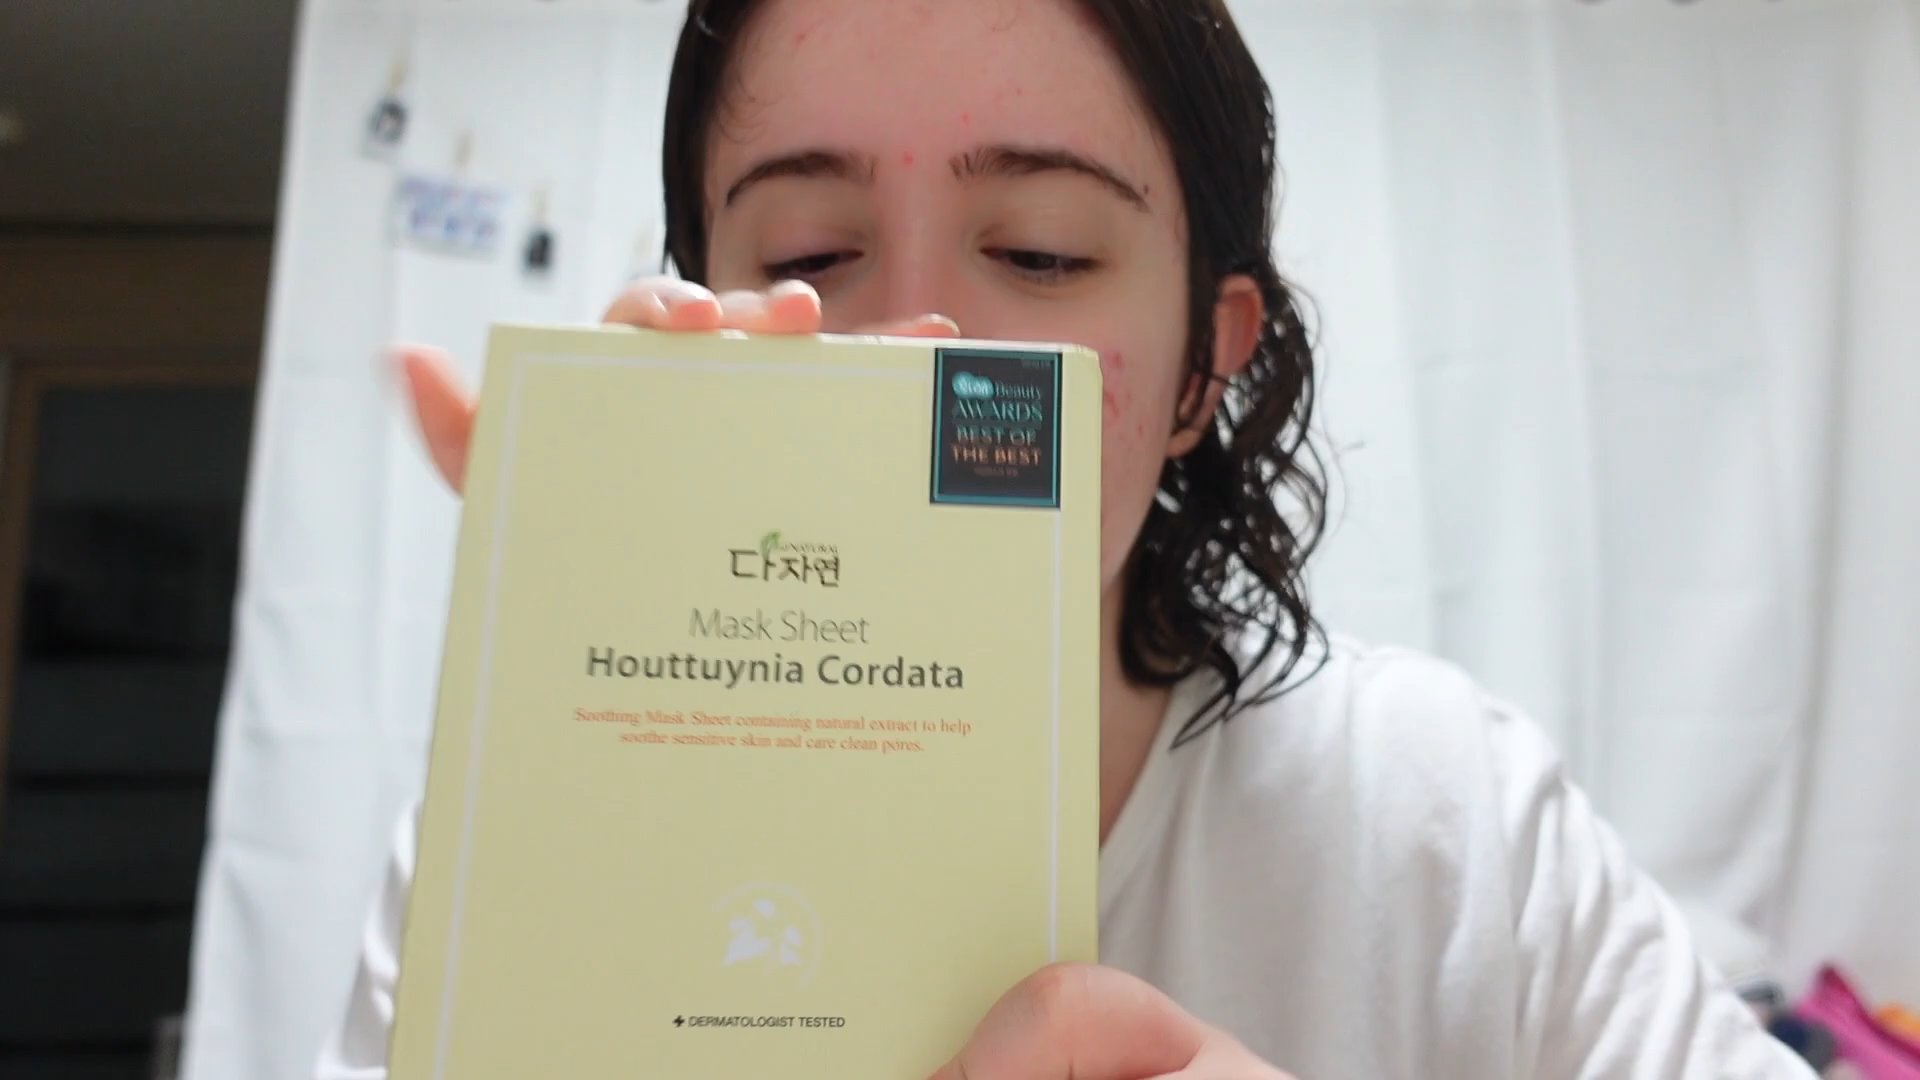 Beauty
AWARDS
BEST OF
THE BEST
다자연
Mask Sheet
Houttuynia Cordata
Soothing Mask Sheet containing natural extract to help
soothe sensitive skin and care clean pores.
DERMATOLOGIST TESTED